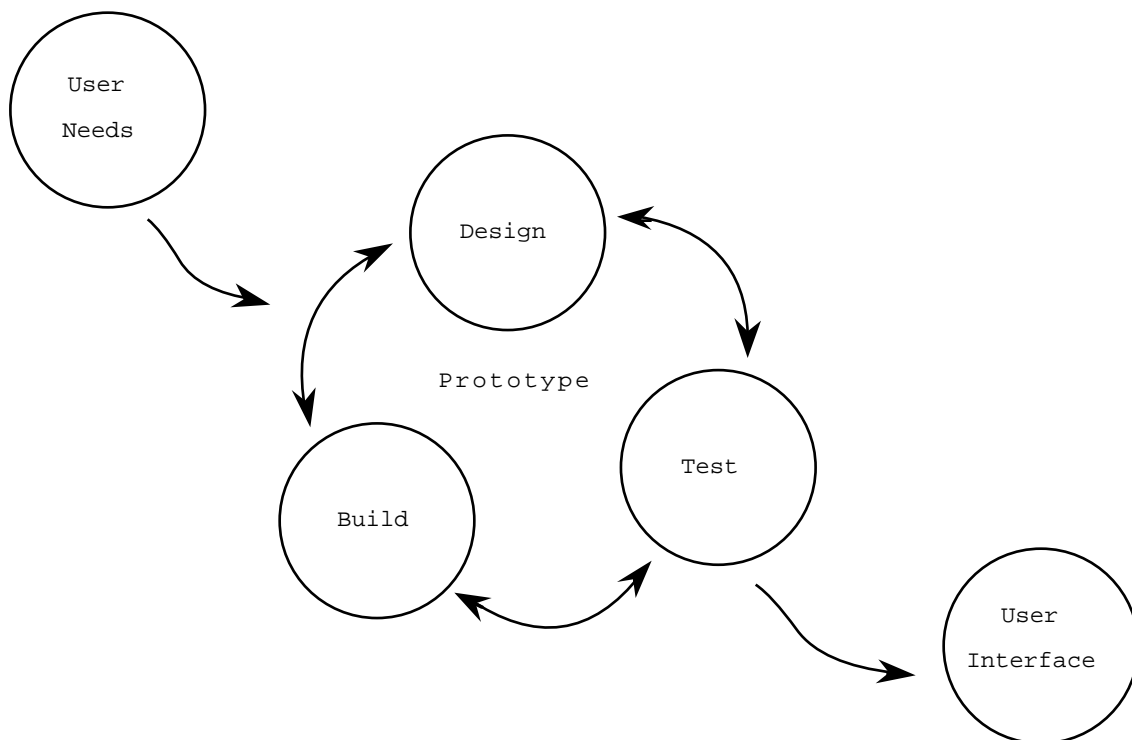 User
Needs
Design
Prototype
Test
Build
User
Interface